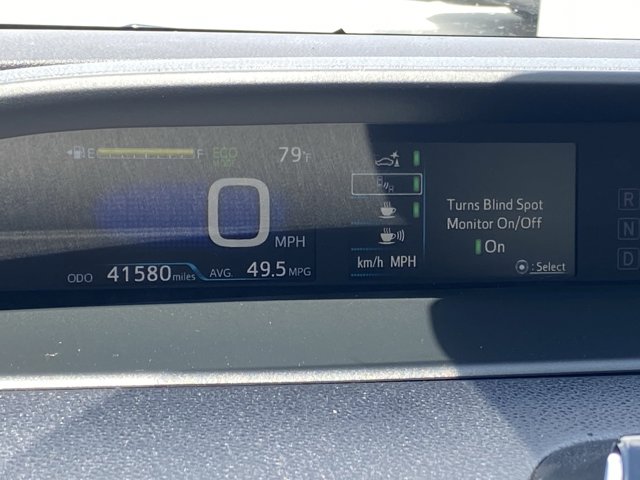 E F
ECO
79°F
0
MPH
ODO 41580 miles AVG. 49.5 MPG
km/h MPH
Turns Blind Spot
Monitor On/Off
On
: Select
R
N
D